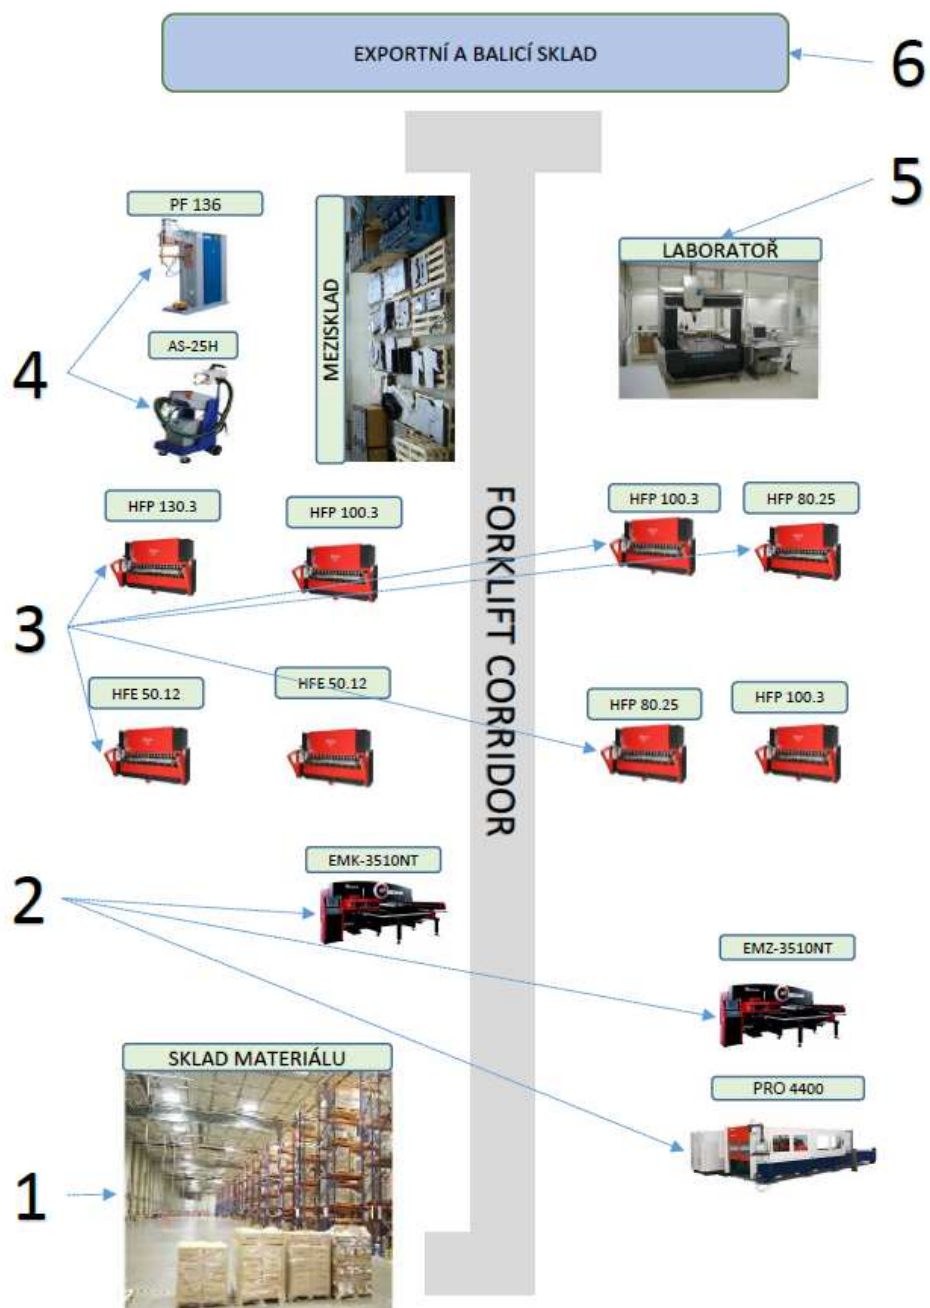 EXPORTNÍ A BALICÍ SKLAD
6
5
PF 136
LABORATOŘ
MEZISKLAD
AS-25H
4
HFP 130.3
HFP 100.3
HFP 100.3
HFP 80.25
FORKLIFT CORRIDOR
3
HFE 50.12
HFE 50.12
HFP 80.25
HFP 100.3
EMK-3510NT
2
EMZ-3510NT
SKLAD MATERIÁLU
PRO 4400
1